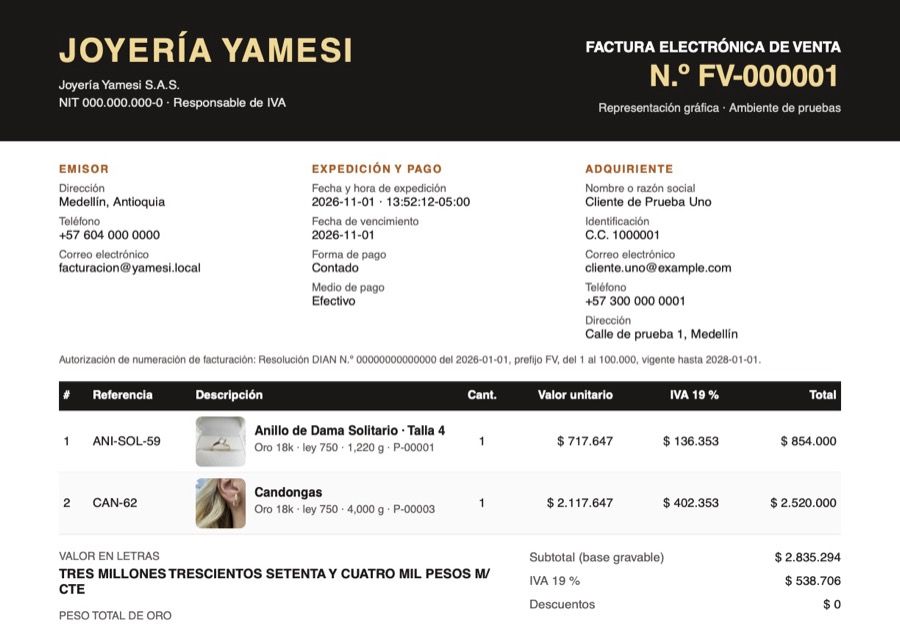 JOYERÍA YAMESI
Joyería Yamesi S.A.S.
NIT 000.000.000-0 · Responsable de IVA
FACTURA ELECTRÓNICA DE VENTA
N.º FV-000001
Representación gráfica · Ambiente de pruebas
EMISOR
Dirección
Medellín, Antioquia
Teléfono
+57 604 000 0000
Correo electrónico
facturacion@yamesi.local
EXPEDICIÓN Y PAGO
Fecha y hora de expedición
2026-11-01 · 13:52:12-05:00
Fecha de vencimiento
2026-11-01
Forma de pago
Contado
Medio de pago
Efectivo
ADQUIRIENTE
Nombre o razón social
Cliente de Prueba Uno
Identificación
C.C. 1000001
Correo electrónico
cliente.uno@example.com
Teléfono
+57 300 000 0001
Dirección
Calle de prueba 1, Medellín
Autorización de numeración de facturación: Resolución DIAN N.º 00000000000000 del 2026-01-01, prefijo FV, del 1 al 100.000, vigente hasta 2028-01-01.
# Referencia Descripción Cant. Valor unitario IVA 19 % Total
1 ANI-SOL-59 Anillo de Dama Solitario · Talla 4 1 $ 717.647 $ 136.353 $ 854.000
Oro 18k · ley 750 · 1,220 g · P-00001
2 CAN-62 Candongas 1 $ 2.117.647 $ 402.353 $ 2.520.000
Oro 18k · ley 750 · 4,000 g · P-00003
VALOR EN LETRAS
TRES MILLONES TRESCIENTOS SETENTA Y CUATRO MIL PESOS M/
CTE
PESO TOTAL DE ORO
Subtotal (base gravable) $ 2.835.294
IVA 19 % $ 538.706
Descuentos $ 0